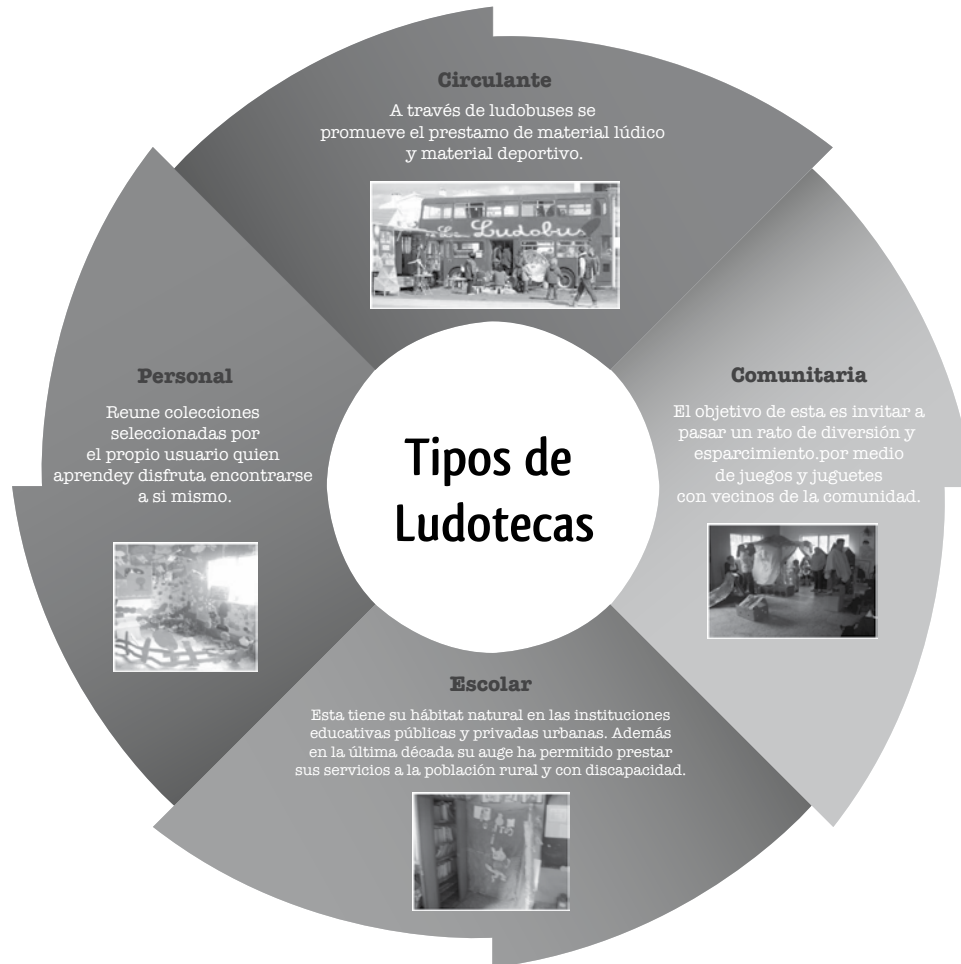 Circulante
A través de ludobuses se
promueve el prestamo de material lúdico
y material deportivo.
La Ludobus
Personal
Reune colecciones
seleccionadas por
el propio usuario quien
aprendey disfruta encontrarse
a si mismo.
Tipos de
Ludotecas
Comunitaria
El objetivo de esta es invitar a
pasar un rato de diversión y
esparcimiento.por medio
de juegos y juguetes
con vecinos de la comunidad.
Escolar
Esta tiene su hábitat natural en las instituciones
educativas públicas y privadas urbanas. Además
en la última década su auge ha permitido prestar
sus servicios a la población rural y con discapacidad.